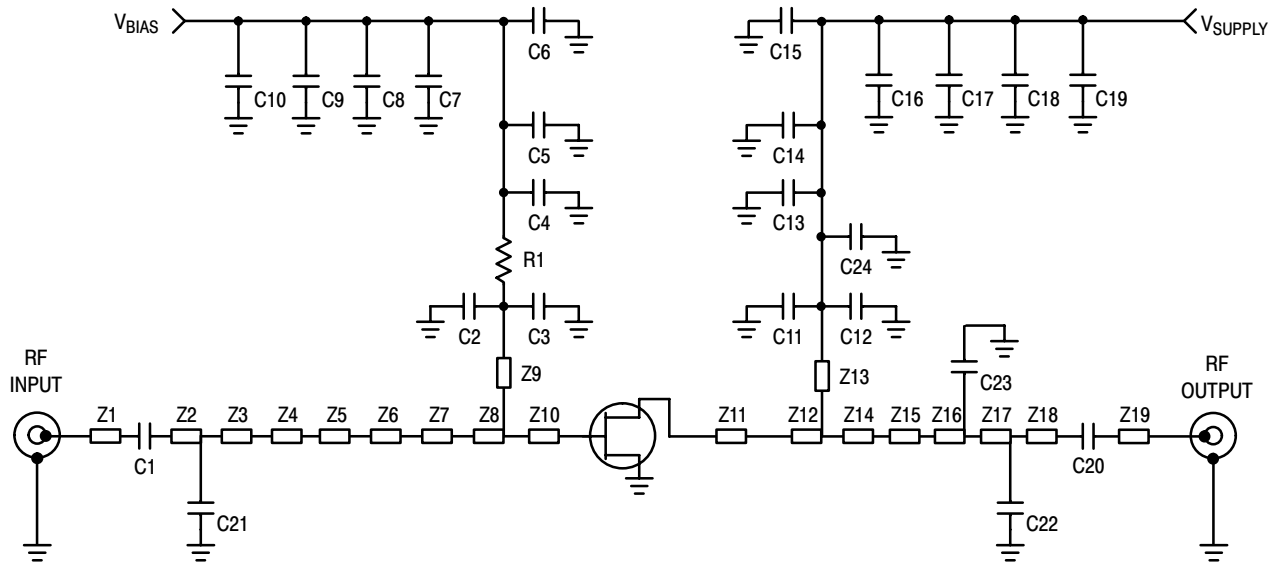 VBIAS
C6
C15
VSUPPLY
C10 C9 C8 C7
C16 C17 C18 C19
C5
C14
C4
C13
R1
C24
C2 C3
C11 C12
RF
INPUT
Z9
Z13
C23
RF
OUTPUT
Z1 Z2 Z3 Z4 Z5 Z6 Z7 Z8 Z10
Z11 Z12 Z14 Z15 Z16 Z17 Z18 Z19
C1
C20
C21
C22